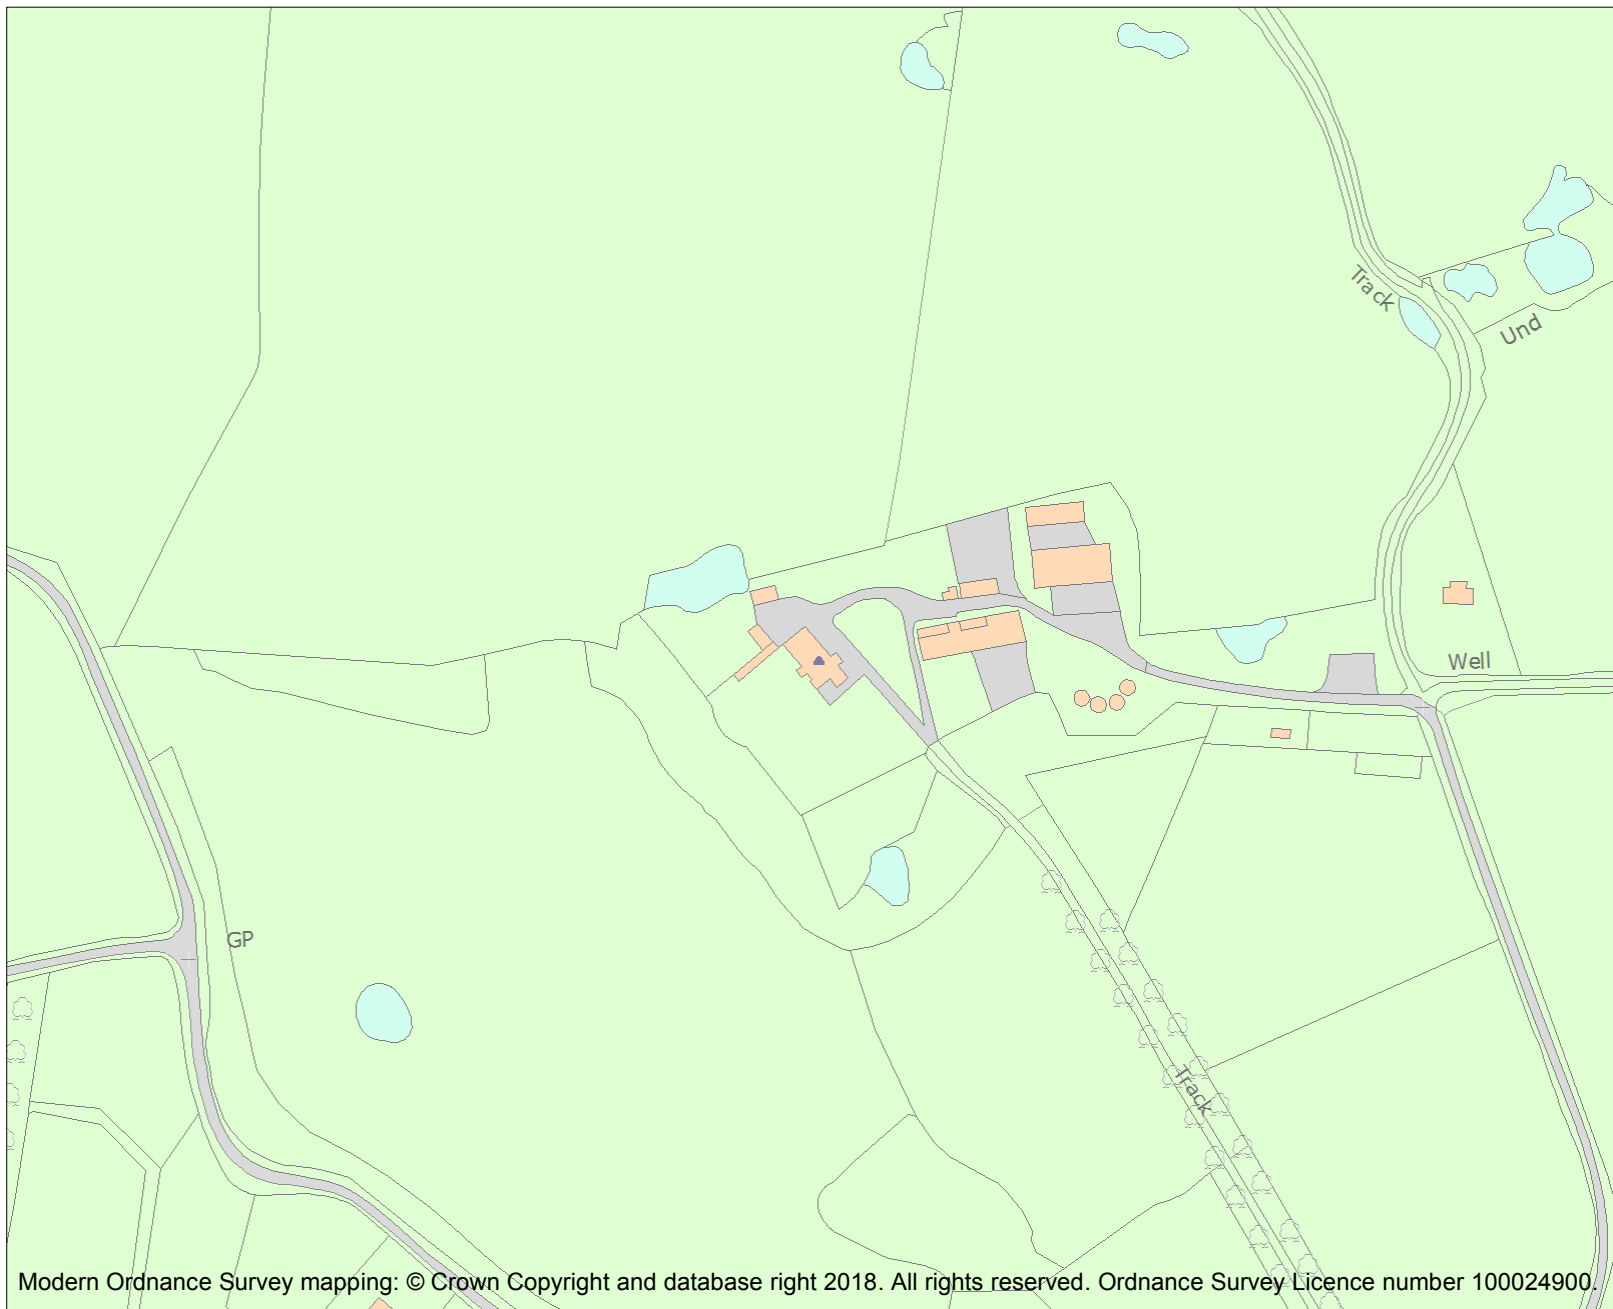 Track
Und
Well
GP
Track
Modern Ordnance Survey mapping: © Crown Copyright and database right 2018. All rights reserved. Ordnance Survey Licence number 100024900.